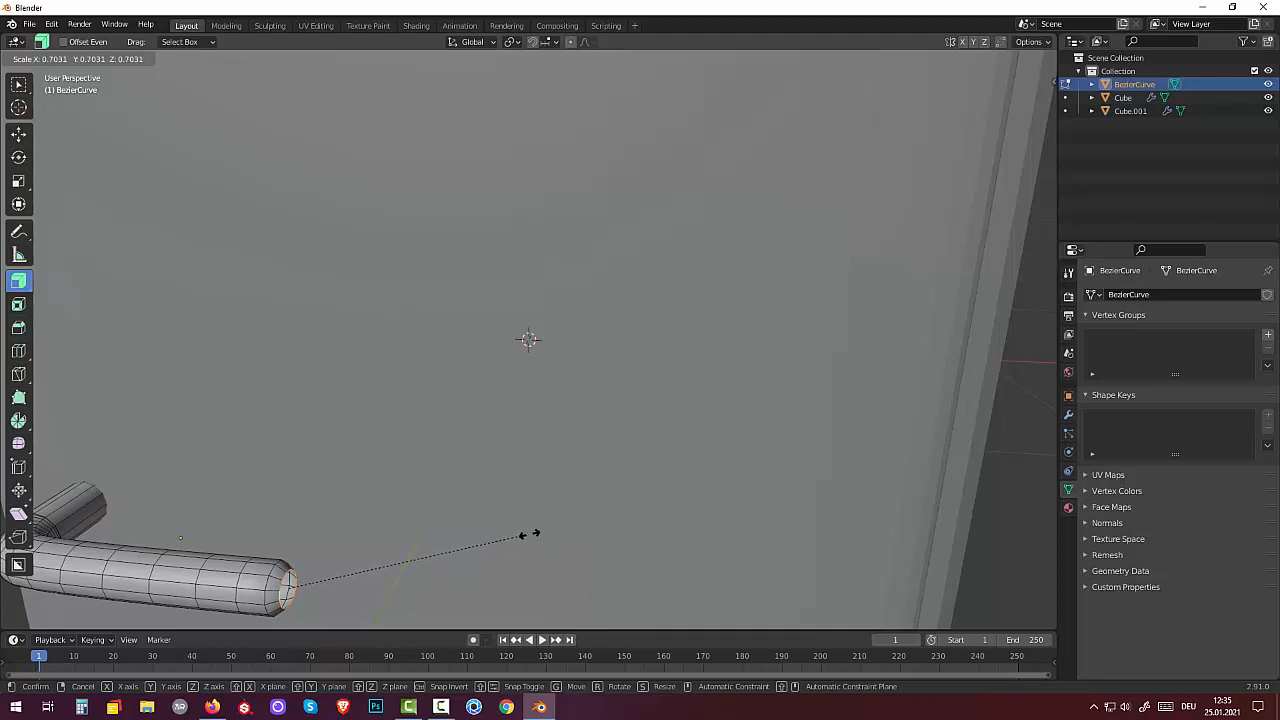 Blender
File Edit Render Window Help Layout Modeling Sculpting UV Editing Texture Paint Shading Animation Rendering Compositing Scripting + Scene View Layer
Offset Even Drag: Select Box Global X Y Z Options
Scale X: 0.7031 Y: 0.7031 Z: 0.7031
User Perspective
(1) BezierCurve
Scene Collection
Collection
BezierCurve
Cube
Cube.001
BezierCurve BezierCurve
BezierCurve
Vertex Groups
Shape Keys
UV Maps
Vertex Colors
Face Maps
Normals
Texture Space
Remesh
Geometry Data
Custom Properties
Playback Keying View Marker 1 Start 1 End 250
1 10 20 30 40 50 60 70 80 90 100 110 120 130 140 150 160 170 180 190 200 210 220 230 240 250
Confirm Cancel X X axis Y Y axis Z Z axis X X plane Y Y plane Z Z plane Snap Invert Snap Toggle G Move R Rotate S Resize Automatic Constraint Automatic Constraint Plane 2.91.0
DEU 12:35
25.01.2021